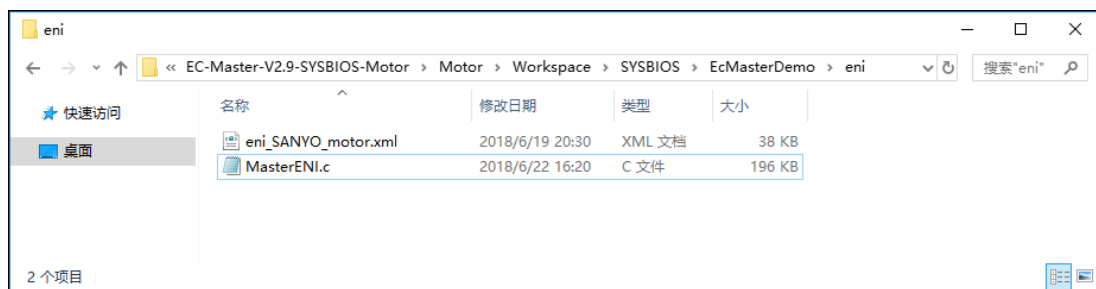 eni
« EC-Master-V2.9-SYSBIOS-Motor > Motor > Workspace > SYSBIOS > EcMasterDemo > eni 搜索"eni"
快速访问
桌面
名称 修改日期 类型 大小
eni_SANYO_motor.xml 2018/6/19 20:30 XML 文档 38 KB
MasterENI.c 2018/6/22 16:20 C 文件 196 KB
2 个项目